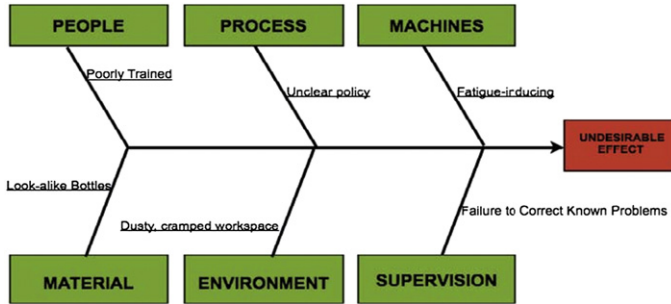 PEOPLE
PROCESS
MACHINES
Poorly Trained
Unclear policy
Fatigue-inducing
UNDESIRABLE
EFFECT
Look-alike Bottles
Dusty, cramped workspace
Failure to Correct Known Problems
MATERIAL
ENVIRONMENT
SUPERVISION